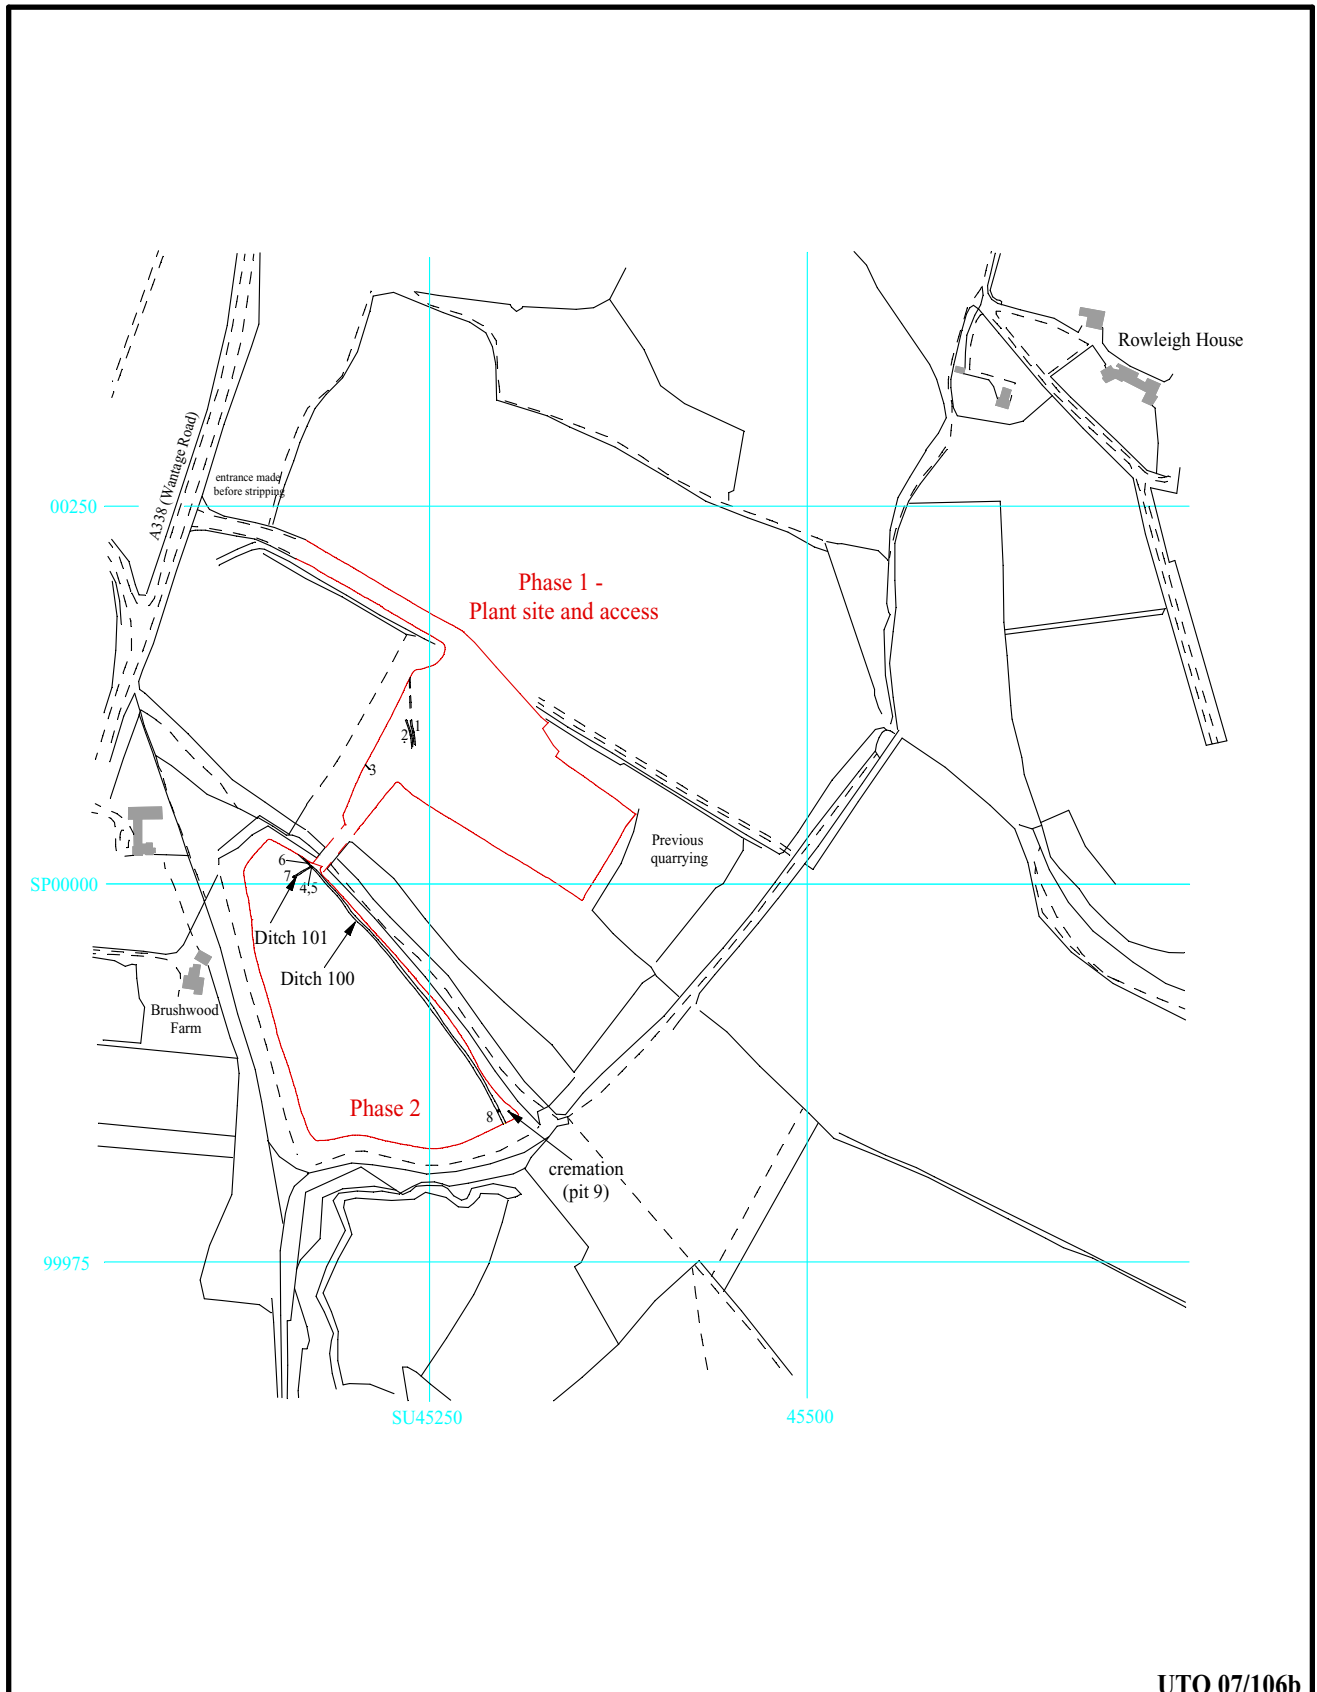 Rowleigh House
A338 (Wantage Road)
entrance made
before stripping
00250
Phase 1 -
Plant site and access
1
2
3
Previous
quarrying
6
7
4,5
SP00000
Ditch 101
Ditch 100
Brushwood
Farm
Phase 2
8
cremation
(pit 9)
99975
SU45250
45500
UTQ 07/106b